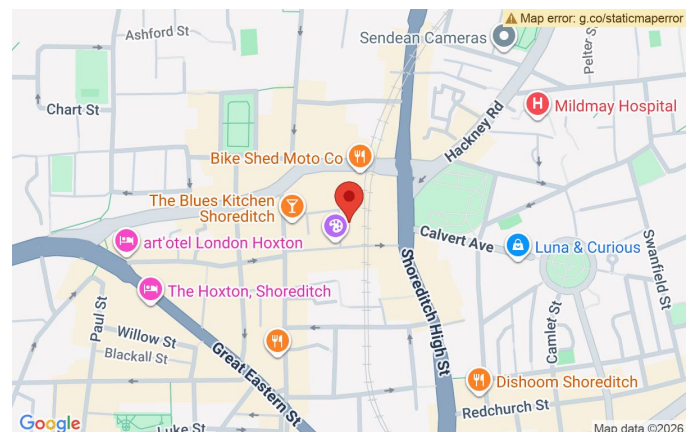 Map error: g.co/staticmaperror
Ashford St
Sendean Cameras
Pelter St
Chart St
Mildmay Hospital
H
Hackney Rd
Bike Shed Moto Co
The Blues Kitchen
Shoreditch
art'otel London Hoxton
Calvert Ave
Luna & Curious
Swanfield St
The Hoxton, Shoreditch
Shoreditch High St
Paul St
Willow St
Blackall St
Camlet St
Great Eastern St
Dishoom Shoreditch
Redchurch St
Google
Luke St
Map data ©2026